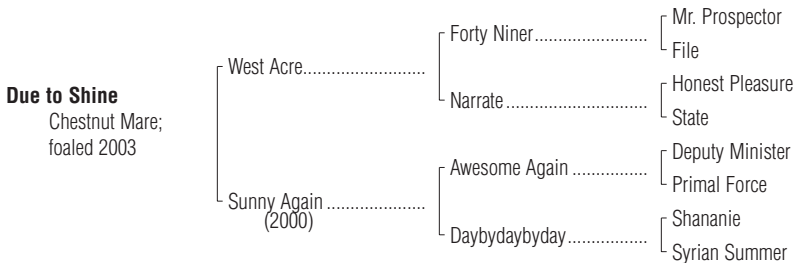 Due to Shine
Chestnut Mare;
foaled 2003
West Acre
Sunny Again
(2000)
Forty Niner
Narrate
Awesome Again
Daybydaybyday
Mr. Prospector
File
Honest Pleasure
State
Deputy Minister
Primal Force
Shananie
Syrian Summer